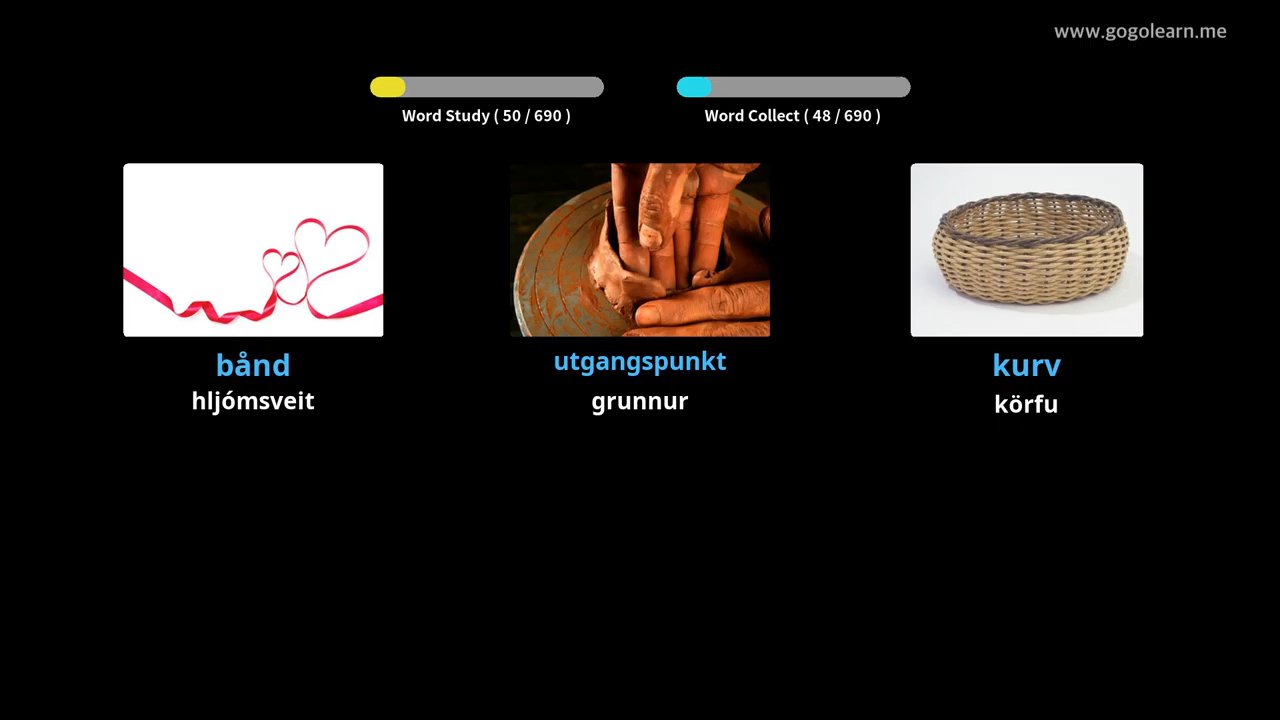 www.gogolearn.me
Word Study ( 50 / 690 )
Word Collect ( 48 / 690 )
bånd
utgangspunkt
kurv
hljómsveit
grunnur
körfu